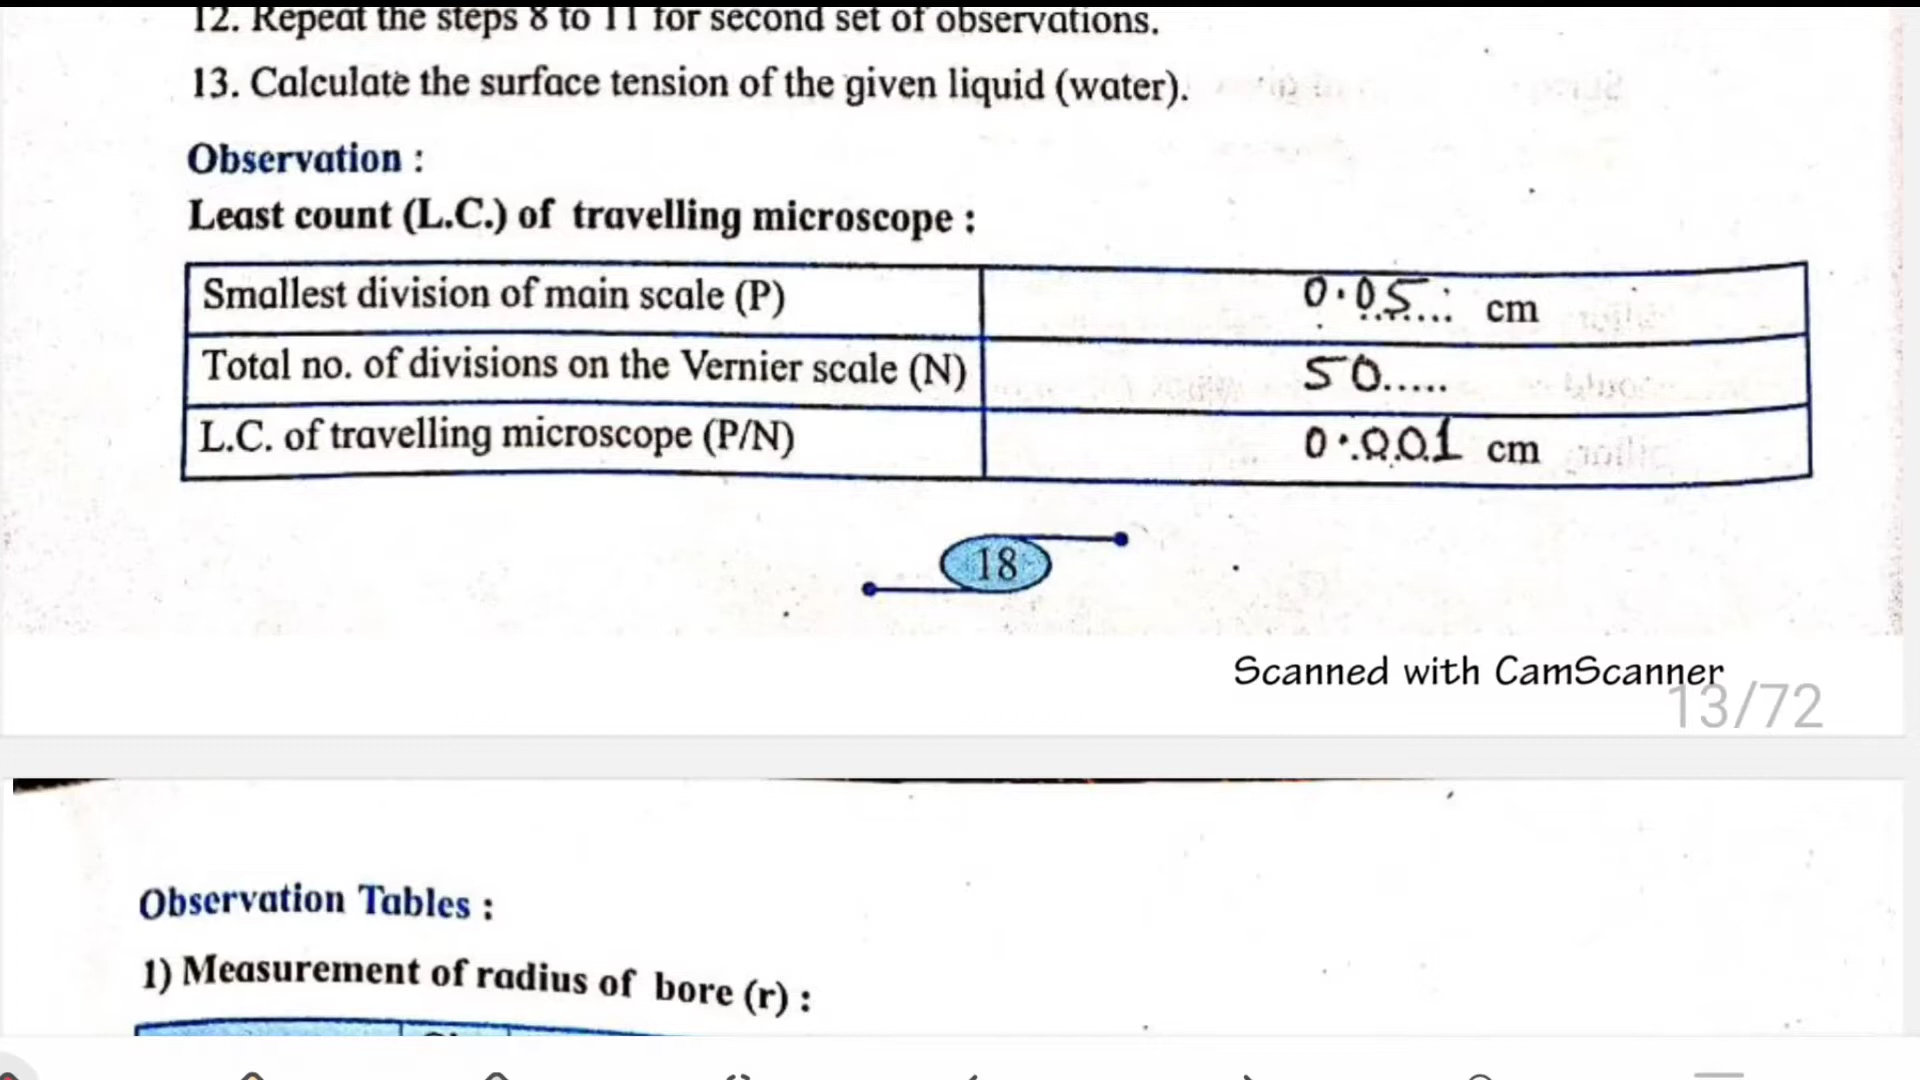 12. Repeat the steps 8 to 11 for second set of observations.
13. Calculate the surface tension of the given liquid (water).
Observation :
Least count (L.C.) of travelling microscope :
Smallest division of main scale (P) 0.05... cm
Total no. of divisions on the Vernier scale (N) 50.....
L.C. of travelling microscope (P/N) 0.001 cm
18
Scanned with CamScanner
13/72
Observation Tables :
1) Measurement of radius of bore (r) :